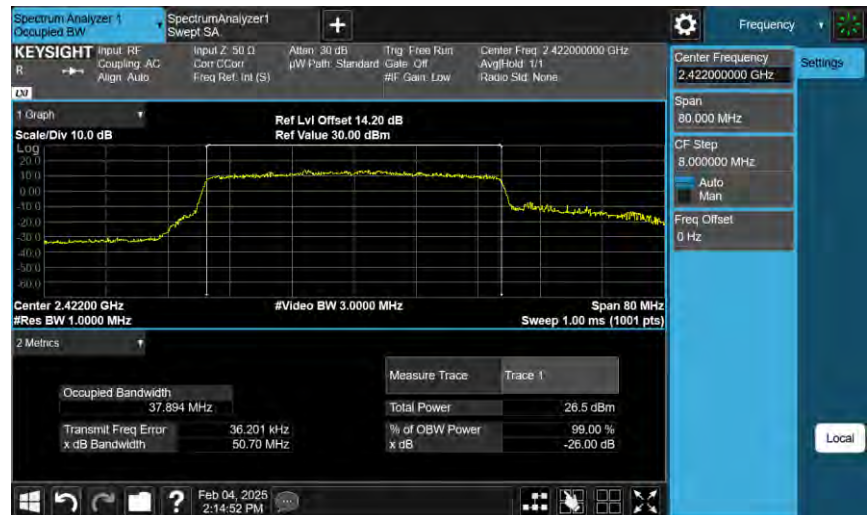 Spectrum Analyzer 1
Occupied BW
SpectrumAnalyzer1
Swept SA
Frequency
KEYSIGHT
R
LXI
Input: RF
Coupling: AC
Align: Auto
Input Z: 50 Ω
Corr CCorr
Freq Ref: Int (S)
Atten: 30 dB
µW Path: Standard
Trig: Free Run
Gate: Off
#IF Gain: Low
Center Freq: 2.422000000 GHz
Avg|Hold: 1/1
Radio Std: None
Center Frequency
2.422000000 GHz
Settings
Span
80.000 MHz
CF Step
8.000000 MHz
Auto
Man
Freq Offset
0 Hz
1 Graph
Scale/Div 10.0 dB
Ref Lvl Offset 14.20 dB
Ref Value 30.00 dBm
Log
20.0
10.0
0.00
-10.0
-20.0
-30.0
-40.0
-50.0
-60.0
Center 2.42200 GHz
#Res BW 1.0000 MHz
#Video BW 3.0000 MHz
Span 80 MHz
Sweep 1.00 ms (1001 pts)
2 Metrics
Measure Trace
Trace 1
Occupied Bandwidth
37.894 MHz
Total Power
26.5 dBm
Transmit Freq Error
36.201 kHz
% of OBW Power
99.00 %
x dB Bandwidth
50.70 MHz
x dB
-26.00 dB
Local
?
Feb 04, 2025
2:14:52 PM